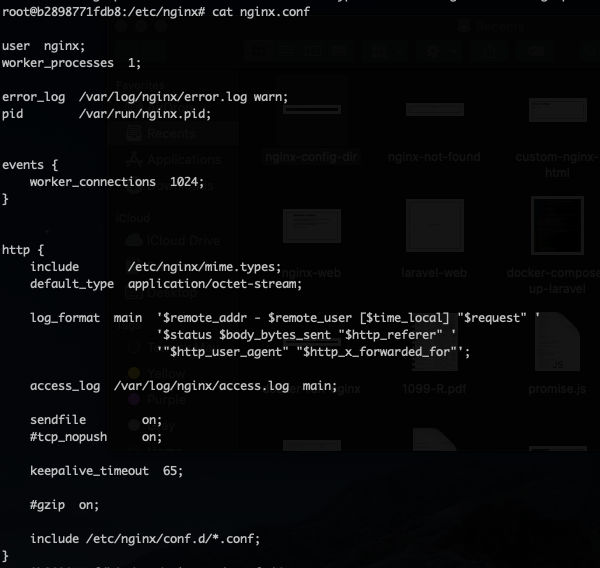 root@b2898771fdb8:/etc/nginx# cat nginx.conf
user  nginx;
worker_processes  1;
error_log  /var/log/nginx/error.log warn;
pid        /var/run/nginx.pid;
events {
    worker_connections  1024;
}
http {
    include       /etc/nginx/mime.types;
    default_type  application/octet-stream;
    log_format  main  '$remote_addr - $remote_user [$time_local] "$request" '
                      '$status $body_bytes_sent "$http_referer" '
                      '"$http_user_agent" "$http_x_forwarded_for"';
    access_log  /var/log/nginx/access.log  main;
    sendfile        on;
    #tcp_nopush     on;
    keepalive_timeout  65;
    #gzip  on;
    include /etc/nginx/conf.d/*.conf;
}
Recents
Favorites
Recents
Applications
iCloud
iCloud Drive
Desktop
Yellow
Purple
nginx-config-dir
nginx-not-found
custom-nginx-
html
nginx-web
laravel-web
docker-compose
up-laravel
1099-R.pdf
promise.js